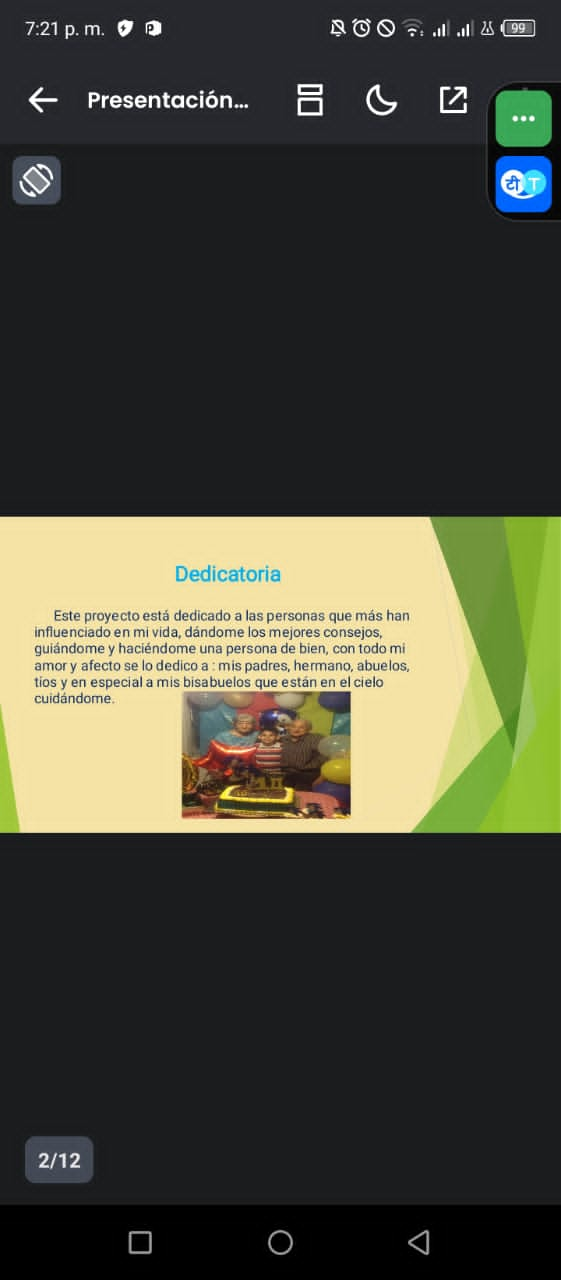 7:21 p. m.
99
Presentación...
टी T
Dedicatoria
Este proyecto está dedicado a las personas que más han
influenciado en mi vida, dándome los mejores consejos,
guiándome y haciéndome una persona de bien, con todo mi
amor y afecto se lo dedico a : mis padres, hermano, abuelos,
tíos y en especial a mis bisabuelos que están en el cielo
cuidándome.
2/12